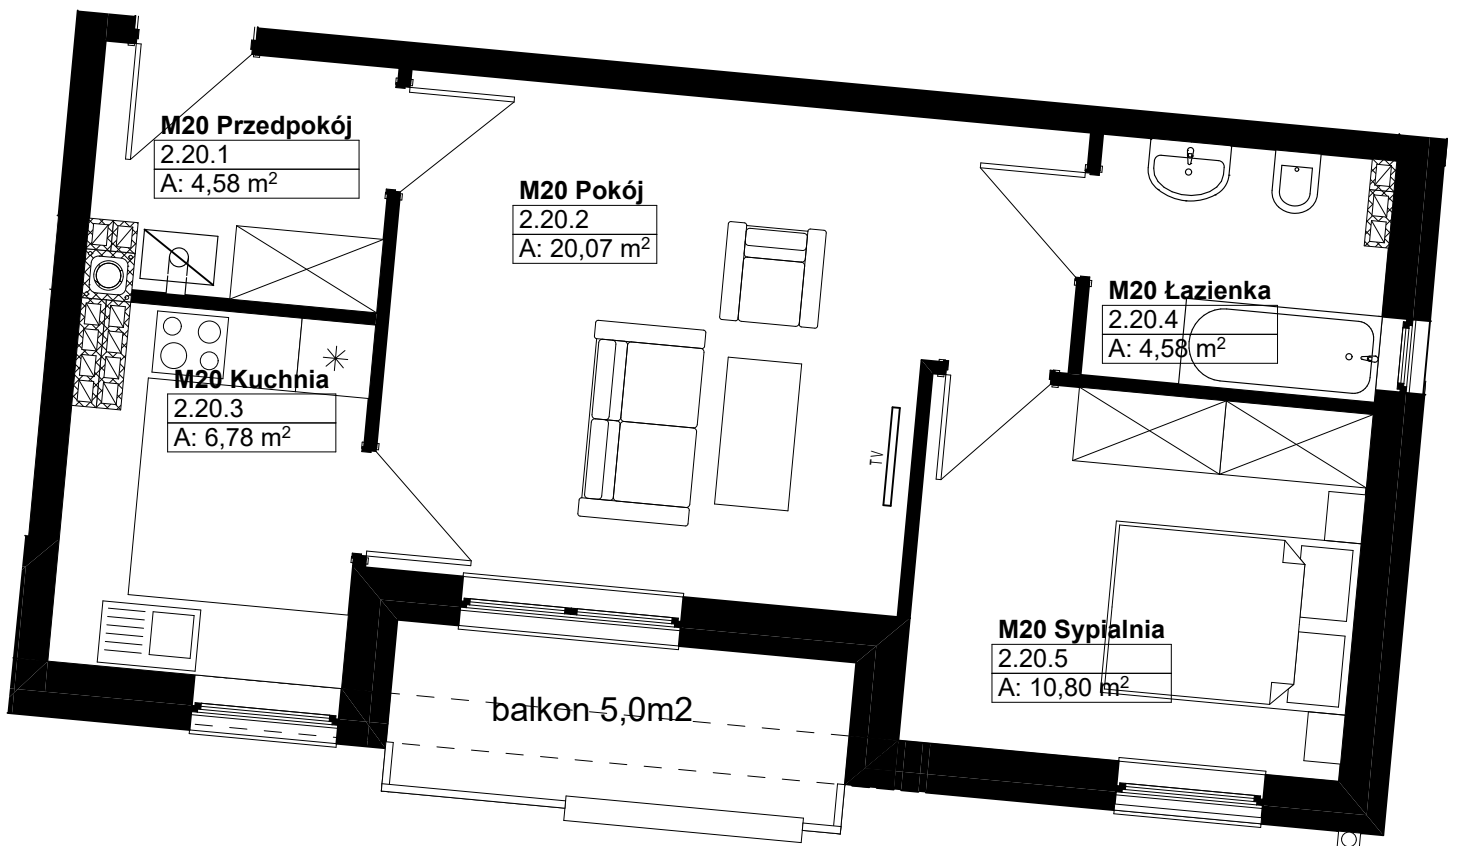 M20 Przedpokój
2.20.1
A: 4,58 m²
M20 Pokój
2.20.2
A: 20,07 m²
M20 Łazienka
2.20.4
A: 4,58 m²
M20 Kuchnia
2.20.3
A: 6,78 m²
TV
M20 Sypialnia
2.20.5
A: 10,80 m²
balkon 5,0m2